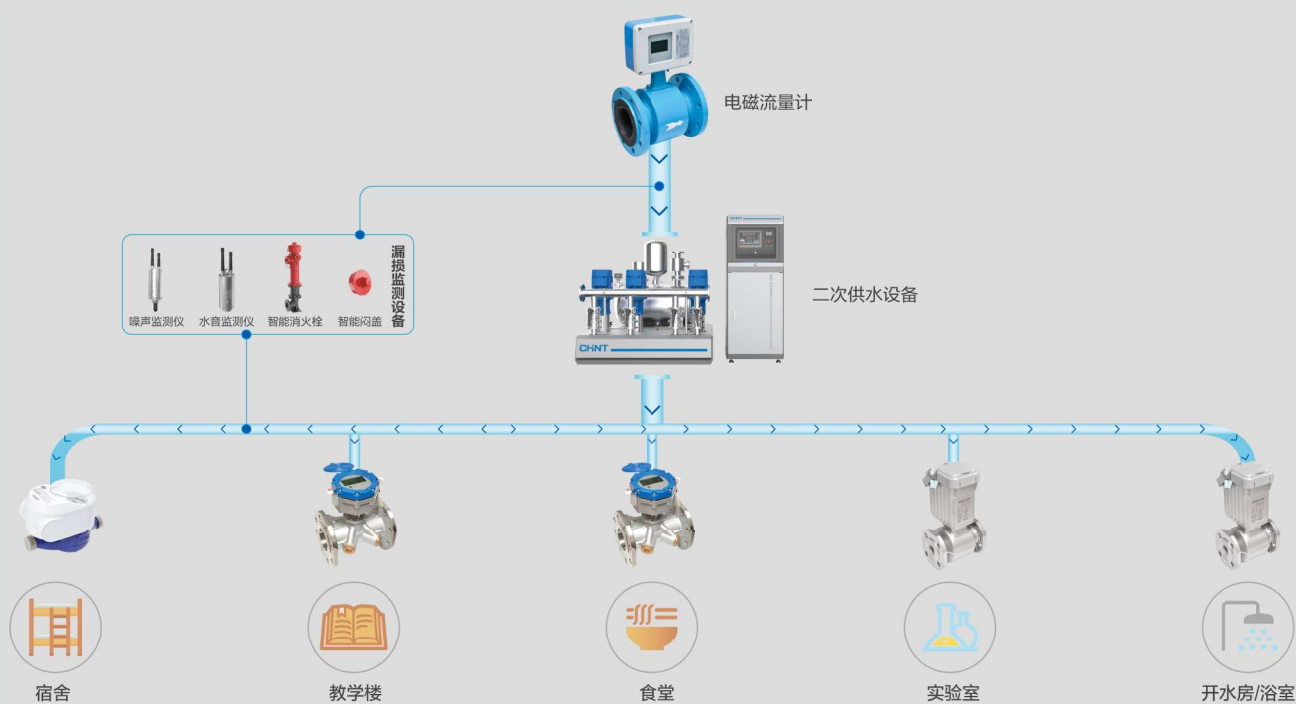 电磁流量计
CHNT
二次供水设备
漏损监测设备
噪声监测仪
水音监测仪
智能消火栓
智能闷盖
CHNT
宿舍
教学楼
食堂
实验室
开水房/浴室